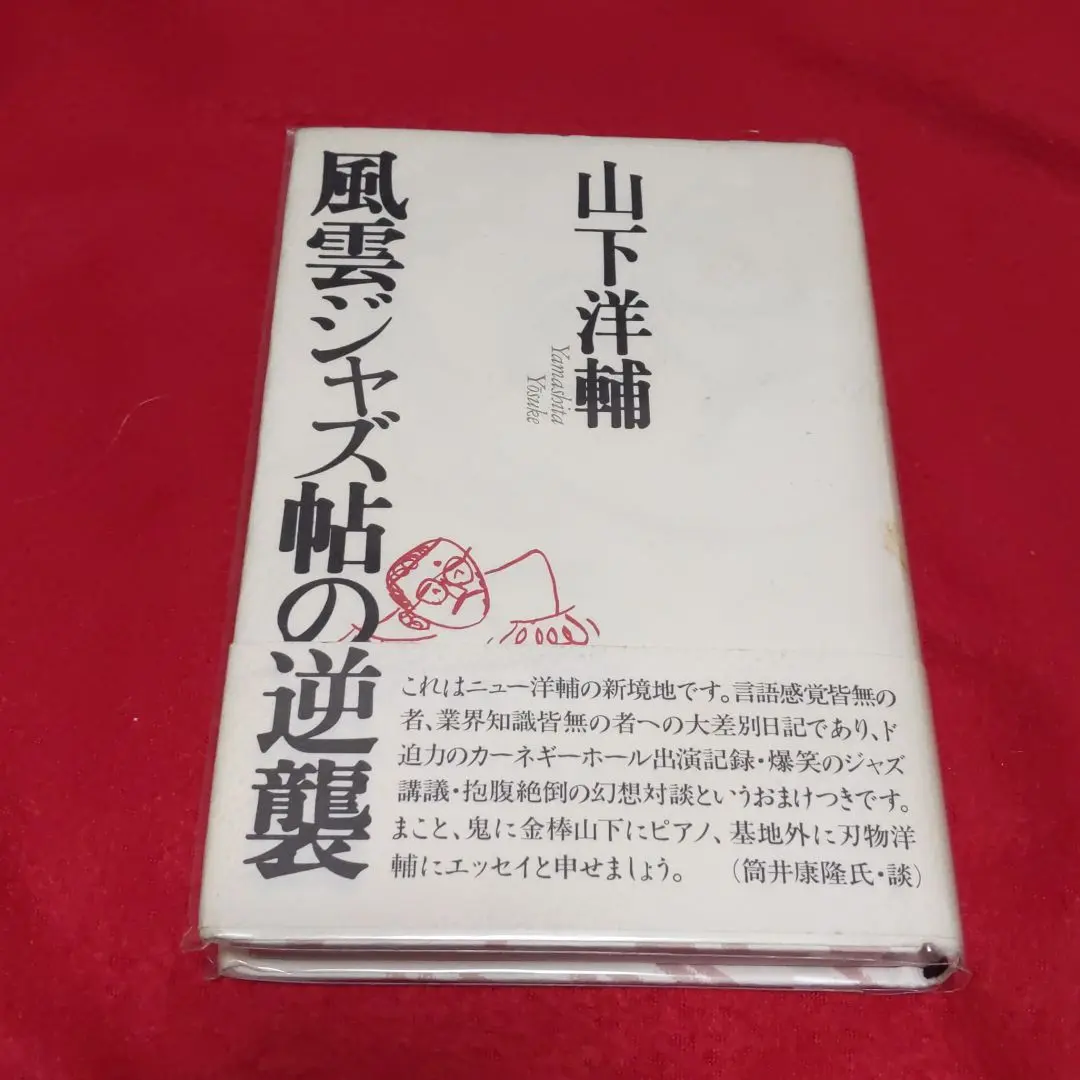 山下洋輔
Yamashita
Yōsuke
風雲ジャズ帖の逆襲
これはニュー洋輔の新境地です。言語感覚皆無の
者、業界知識皆無の者への大差別日記であり、ド
迫力のカーネギーホール出演記録・爆笑のジャズ
講議・抱腹絶倒の幻想対談というおまけつきです。
まこと、鬼に金棒山下にピアノ、基地外に刃物洋
輔にエッセイと申せましょう。　（筒井康隆氏・談）